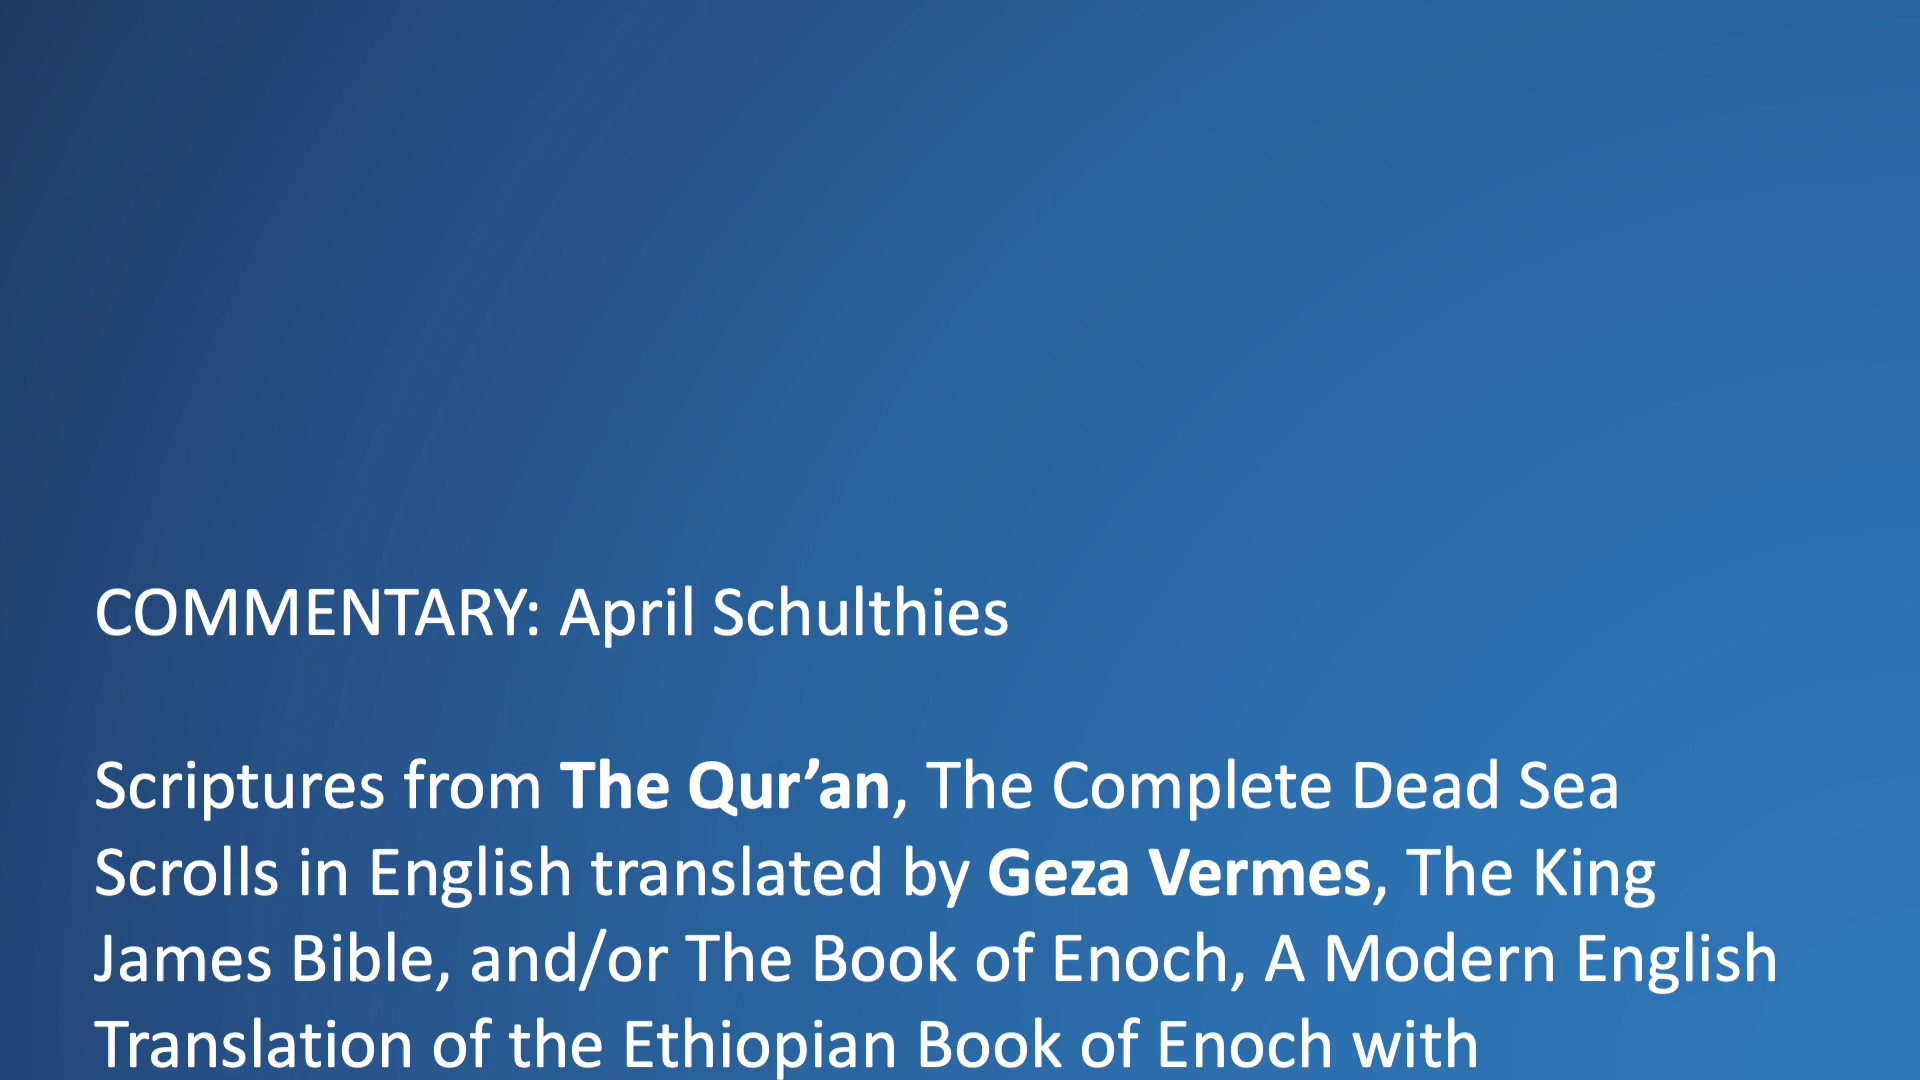 COMMENTARY: April Schulthies
Scriptures from The Qur’an, The Complete Dead Sea
Scrolls in English translated by Geza Vermes, The King
James Bible, and/or The Book of Enoch, A Modern English
Translation of the Ethiopian Book of Enoch with